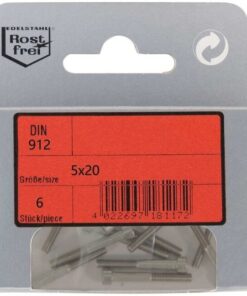 EDELSTAHL
Rost
frei
DIN
912
5x20
Größe/size
6
Stück/piece
4 022697 181172